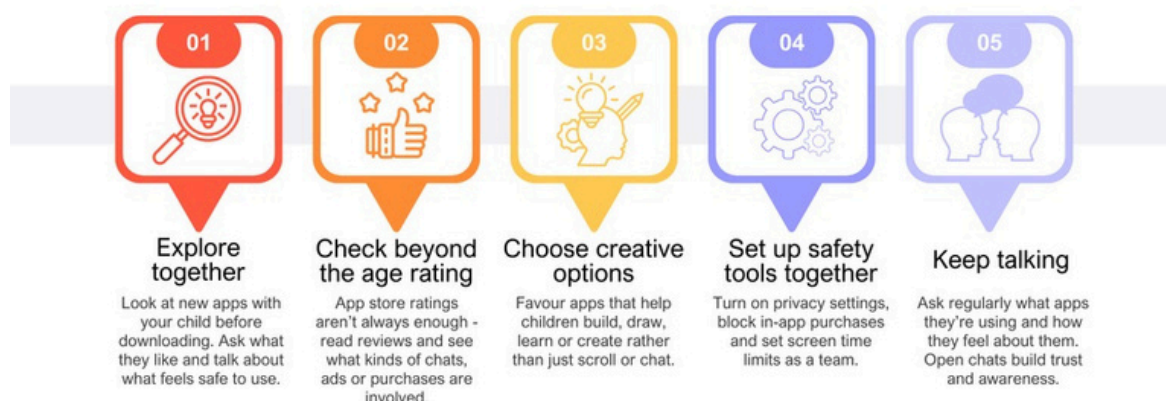 01
Explore
together
Look at new apps with
your child before
downloading. Ask what
they like and talk about
what feels safe to use.
02
Check beyond
the age rating
App store ratings
aren't always enough -
read reviews and see
what kinds of chats,
ads or purchases are
involved.
03
Choose creative
options
Favour apps that help
children build, draw,
learn or create rather
than just scroll or chat.
04
Set up safety
tools together
Turn on privacy settings,
block in-app purchases
and set screen time
limits as a team.
05
Keep talking
Ask regularly what apps
they're using and how
they feel about them.
Open chats build trust
and awareness.